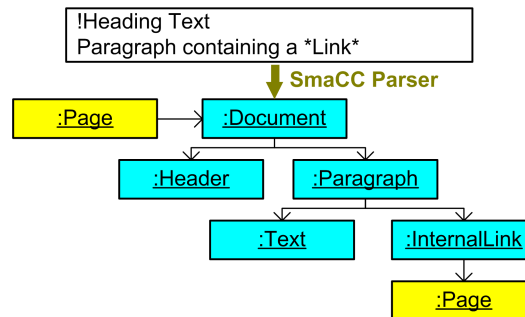 !Heading Text
Paragraph containing a *Link*
SmaCC Parser
:Page
:Document
:Header
:Paragraph
:Text
:InternalLink
:Page